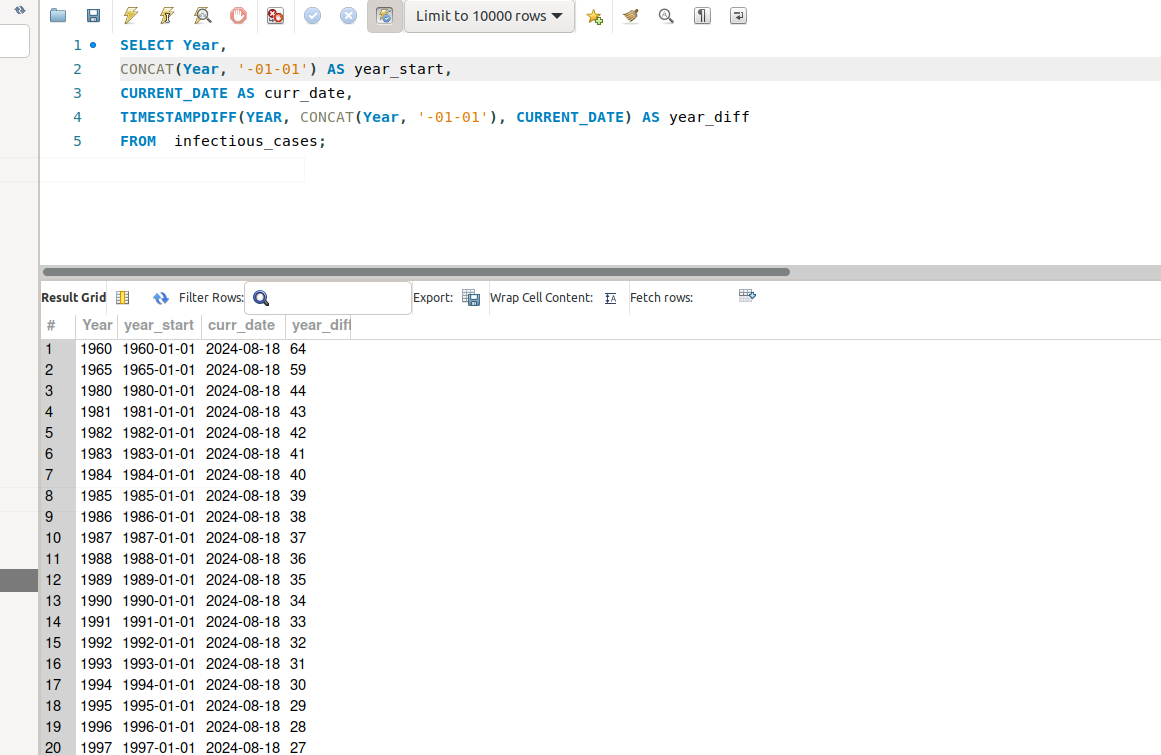 Limit to 10000 rows
1 SELECT Year,
2 CONCAT(Year, '-01-01') AS year_start,
3 CURRENT_DATE AS curr_date,
4 TIMESTAMPDIFF(YEAR, CONCAT(Year, '-01-01'), CURRENT_DATE) AS year_diff
5 FROM  infectious_cases;
Result Grid Filter Rows: Export: Wrap Cell Content: Fetch rows:
# Year year_start curr_date year_diff
1 1960 1960-01-01 2024-08-18 64
2 1965 1965-01-01 2024-08-18 59
3 1980 1980-01-01 2024-08-18 44
4 1981 1981-01-01 2024-08-18 43
5 1982 1982-01-01 2024-08-18 42
6 1983 1983-01-01 2024-08-18 41
7 1984 1984-01-01 2024-08-18 40
8 1985 1985-01-01 2024-08-18 39
9 1986 1986-01-01 2024-08-18 38
10 1987 1987-01-01 2024-08-18 37
11 1988 1988-01-01 2024-08-18 36
12 1989 1989-01-01 2024-08-18 35
13 1990 1990-01-01 2024-08-18 34
14 1991 1991-01-01 2024-08-18 33
15 1992 1992-01-01 2024-08-18 32
16 1993 1993-01-01 2024-08-18 31
17 1994 1994-01-01 2024-08-18 30
18 1995 1995-01-01 2024-08-18 29
19 1996 1996-01-01 2024-08-18 28
20 1997 1997-01-01 2024-08-18 27